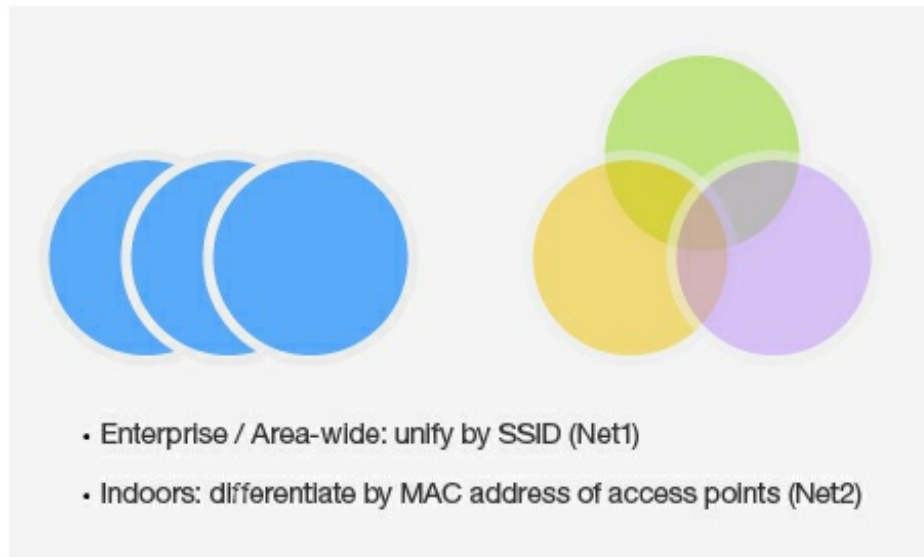 • Enterprise / Area-wide: unify by SSID (Net1)
• Indoors: differentiate by MAC address of access points (Net2)